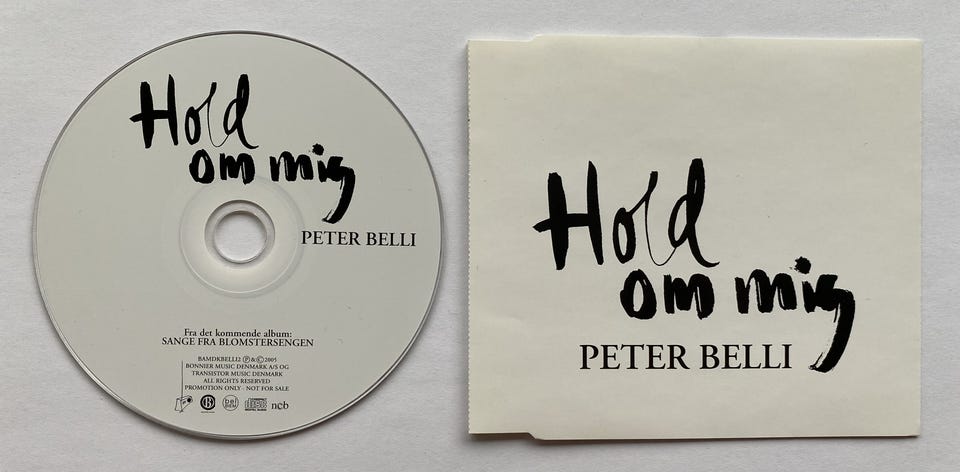 Hold
om mig
PETER BELLI
Fra det kommende album:
SANGE FRA BLOMSTERSENGEN
BAMDKBELLI2 ℗ & © 2005
BONNIER MUSIC DENMARK A/S OG
TRANSISTOR MUSIC DENMARK
ALL RIGHTS RESERVED
PROMOTION ONLY - NOT FOR SALE
ncb
Hold
om mig
PETER BELLI